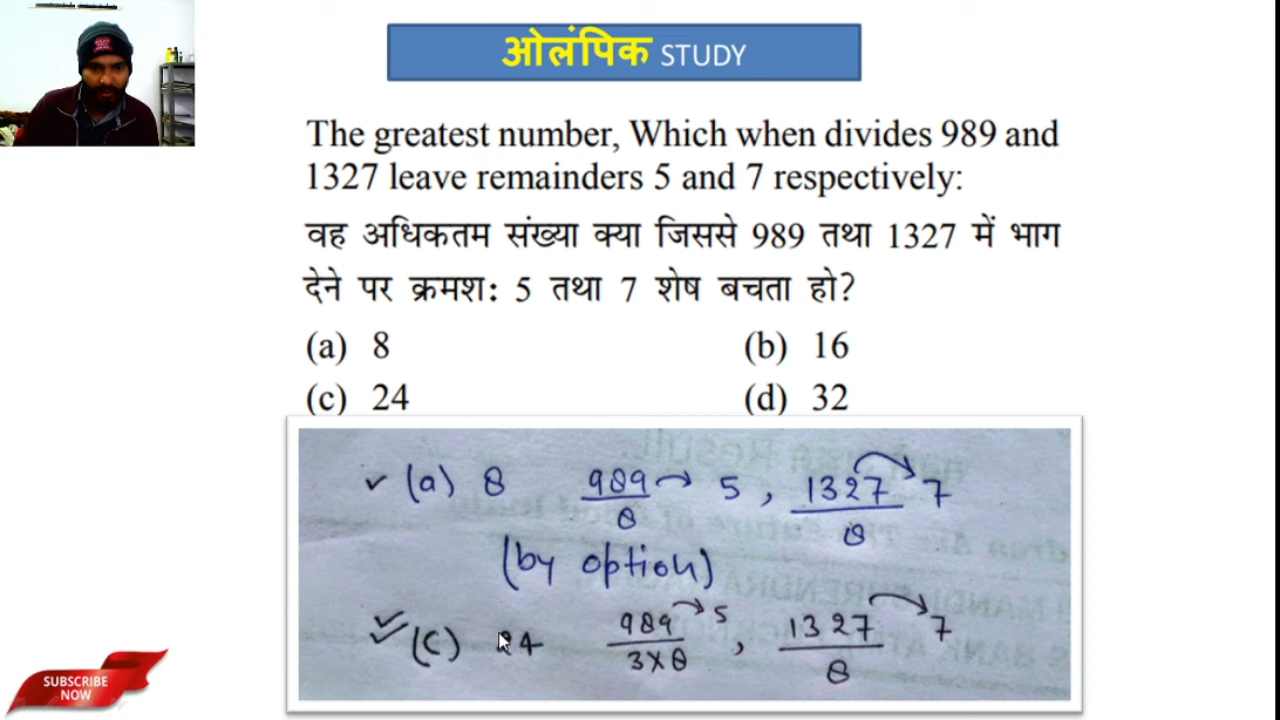 ओलंपिक STUDY
The greatest number, Which when divides 989 and
1327 leave remainders 5 and 7 respectively:
वह अधिकतम संख्या क्या जिससे 989 तथा 1327 में भाग
देने पर क्रमश: 5 तथा 7 शेष बचता हो?
(a) 8 (b) 16
(c) 24 (d) 32
✓ (a) 8 989/8 → 5 , 1327/8 → 7
(by option)
✓✓ (c) 24 989/3×8 → 5 , 1327/8 → 7
SUBSCRIBE
NOW